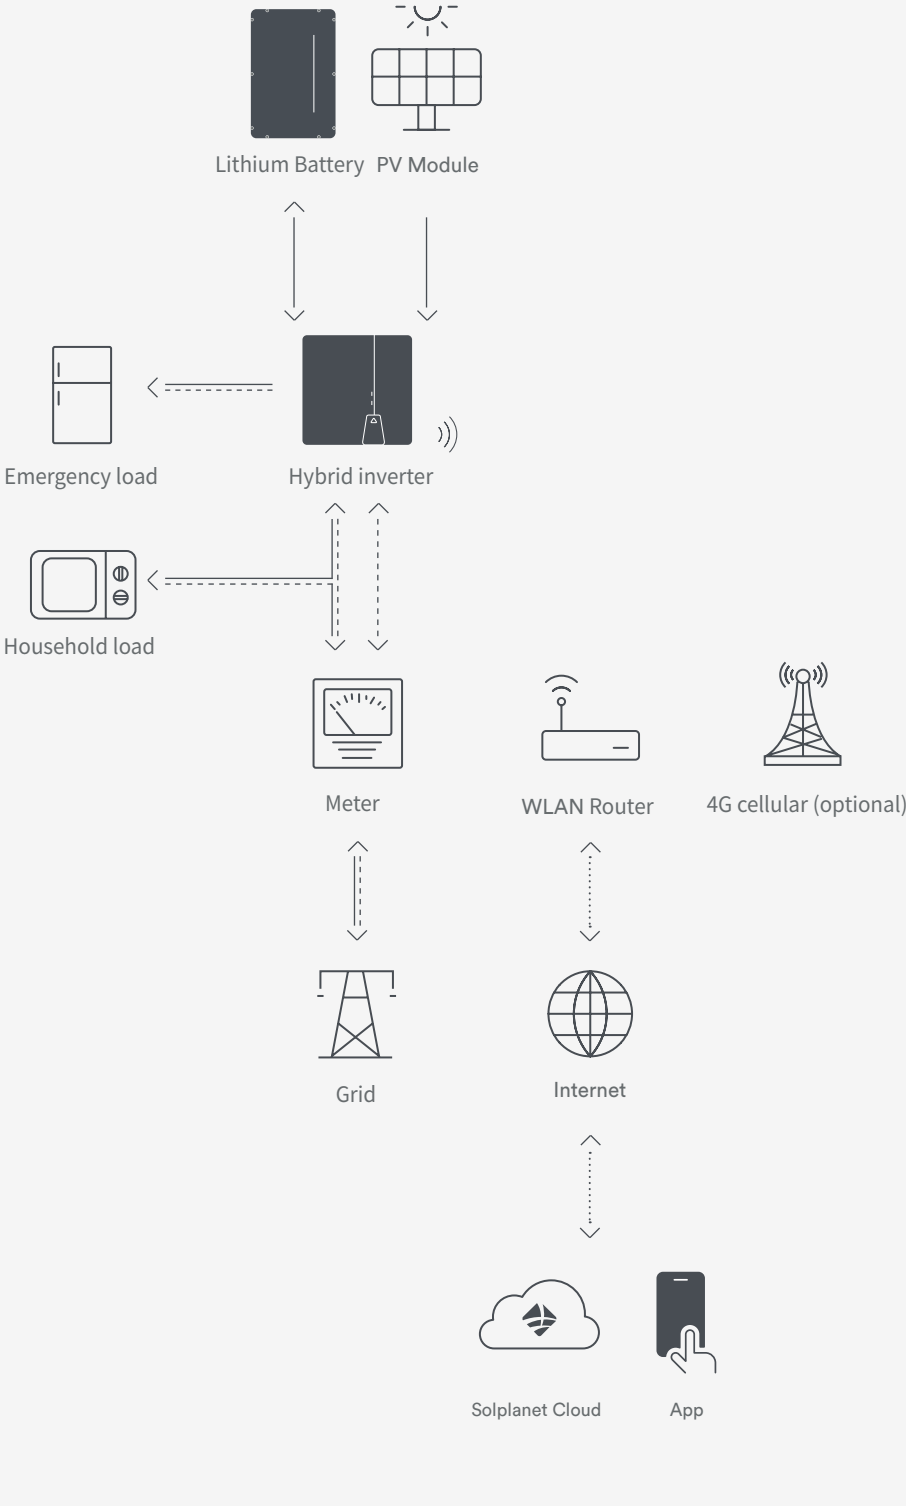 Lithium Battery
PV Module
Emergency load
Hybrid inverter
Household load
Meter
WLAN Router
4G cellular (optional)
Grid
Internet
Solplanet Cloud
App